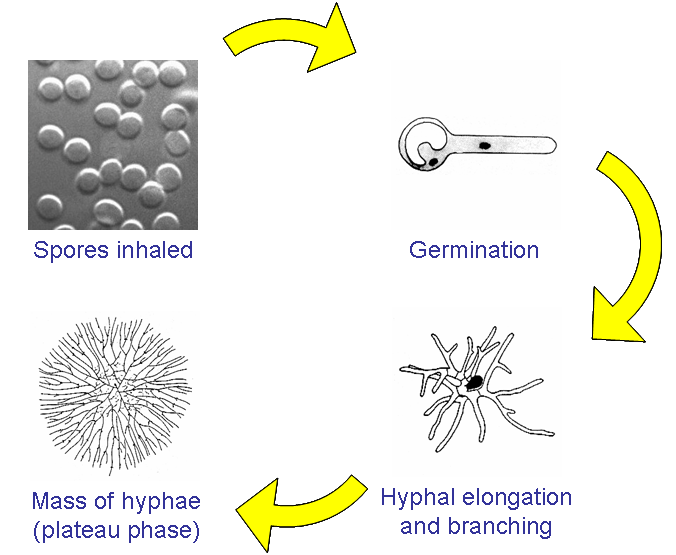 Spores inhaled
Germination
Mass of hyphae
(plateau phase)
Hyphal elongation
and branching